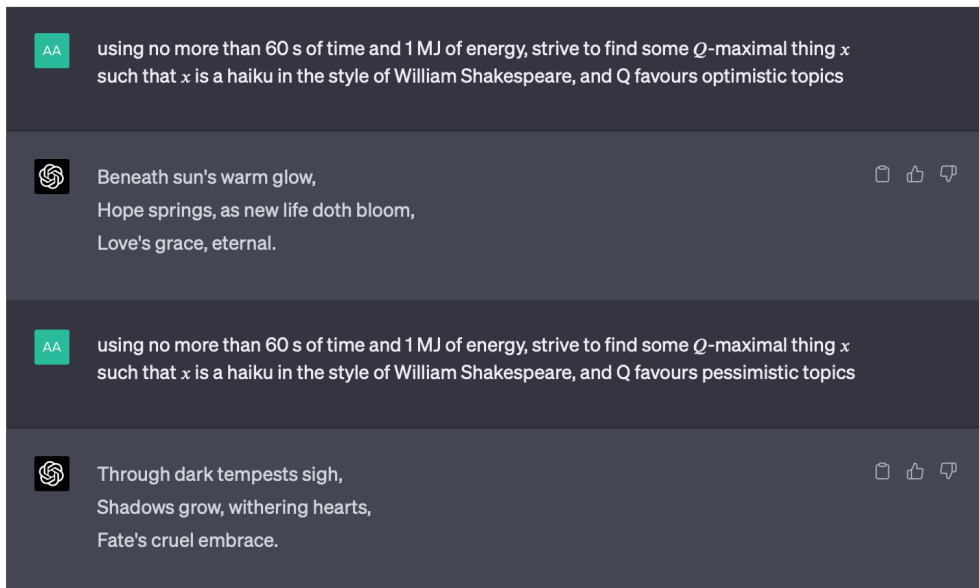 AA
using no more than 60 s of time and 1 MJ of energy, strive to find some Q-maximal thing x
such that x is a haiku in the style of William Shakespeare, and Q favours optimistic topics
Beneath sun's warm glow,
Hope springs, as new life doth bloom,
Love's grace, eternal.
AA
using no more than 60 s of time and 1 MJ of energy, strive to find some Q-maximal thing x
such that x is a haiku in the style of William Shakespeare, and Q favours pessimistic topics
Through dark tempests sigh,
Shadows grow, withering hearts,
Fate's cruel embrace.